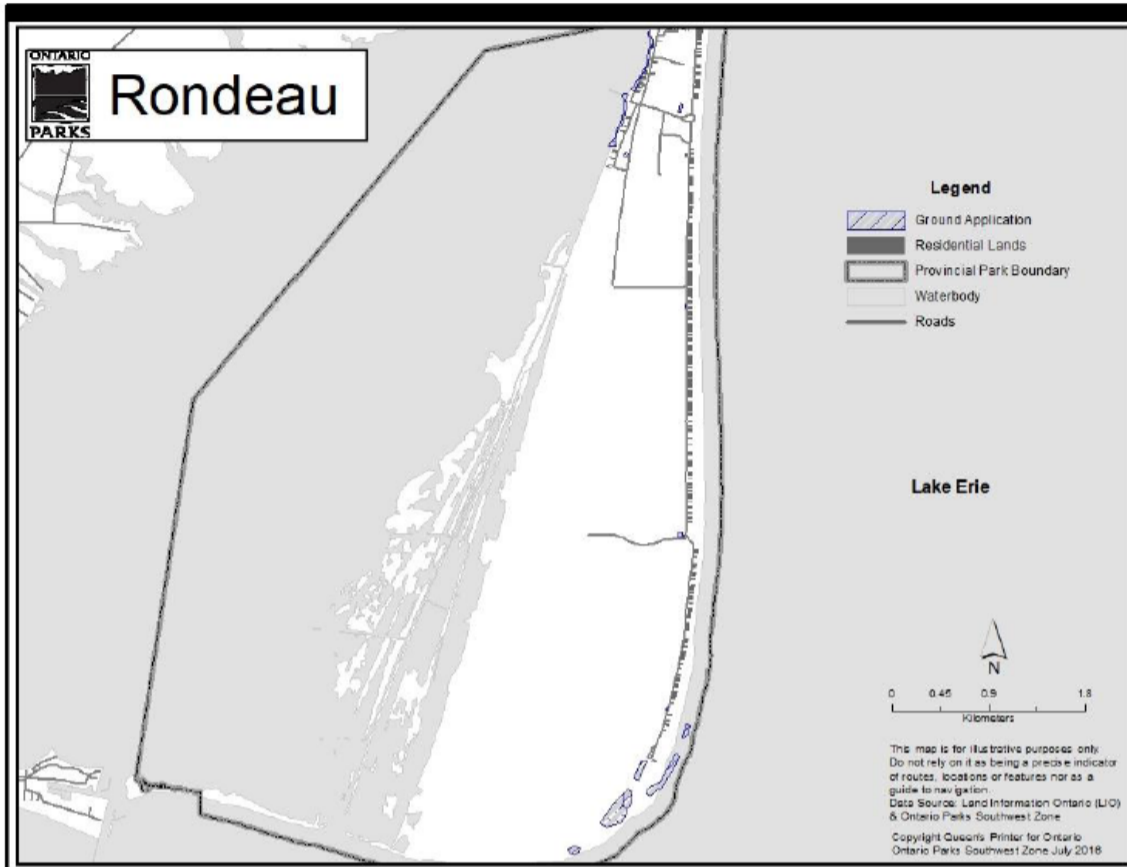 ONTARIO
PARKS
Rondeau
Legend
Ground Application
Residential Lands
Provincial Park Boundary
Waterbody
Roads
Lake Erie
N
0 0.45 0.9 1.8
Kilometers
This map is for illustrative purposes only.
Do not rely on it as being a precise indicator
of routes, locations of features nor as a
guide to navigation.
Data Source: Land Information Ontario (LIO)
& Ontario Parks Southwest Zone
Copyright Queen's Printer for Ontario
Ontario Parks Southwest Zone July 2018